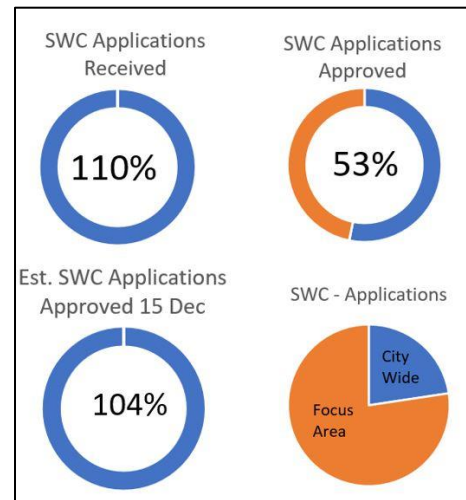 SWC Applications
Received
110%
SWC Applications
Approved
53%
Est. SWC Applications
Approved 15 Dec
104%
SWC - Applications
City
Wide
Focus
Area